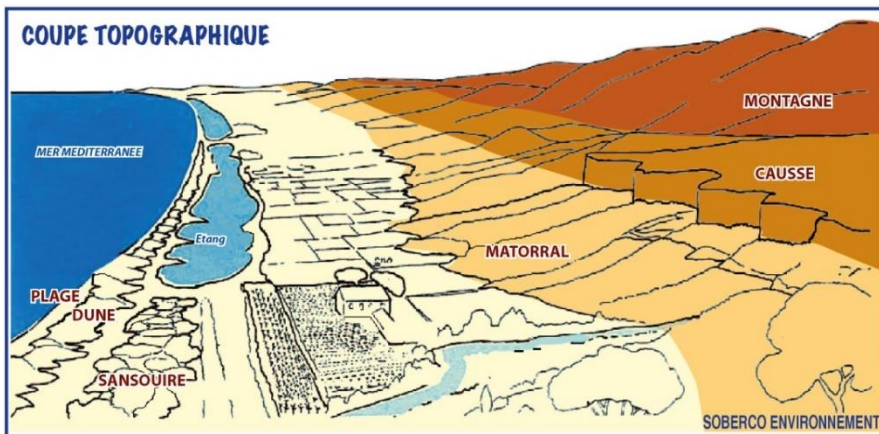 COUPE TOPOGRAPHIQUE
MONTAGNE
MER MEDITERRANEE
CAUSSE
Etang
MATORRAL
PLAGE
DUNE
SANSOUIRE
SOBERCO ENVIRONNEMENT